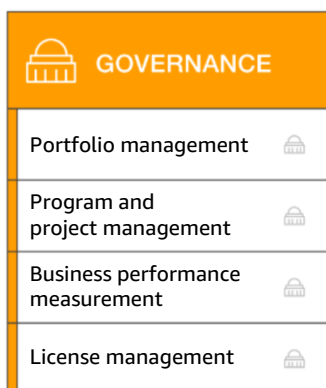 GOVERNANCE
Portfolio management
Program and
project management
Business performance
measurement
License management